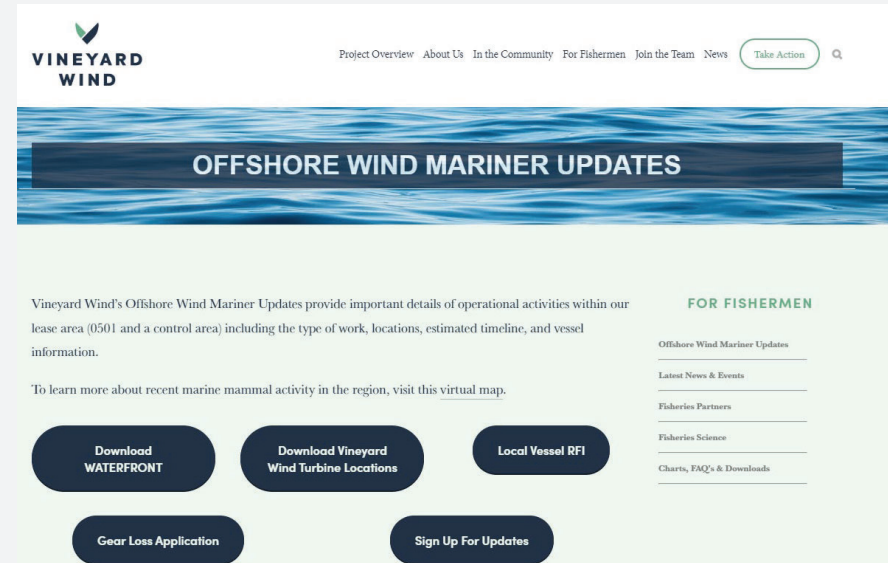 VINEYARD
WIND
Project Overview About Us In the Community For Fishermen Join the Team News Take Action
OFFSHORE WIND MARINER UPDATES
Vineyard Wind's Offshore Wind Mariner Updates provide important details of operational activities within our
lease area (0501 and a control area) including the type of work, locations, estimated timeline, and vessel
information.
To learn more about recent marine mammal activity in the region, visit this virtual map.
Download
WATERFRONT
Download Vineyard
Wind Turbine Locations
Local Vessel RFI
Gear Loss Application
Sign Up For Updates
FOR FISHERMEN
Offshore Wind Mariner Updates
Latest News & Events
Fisheries Partners
Fisheries Science
Charts, FAQ's & Downloads